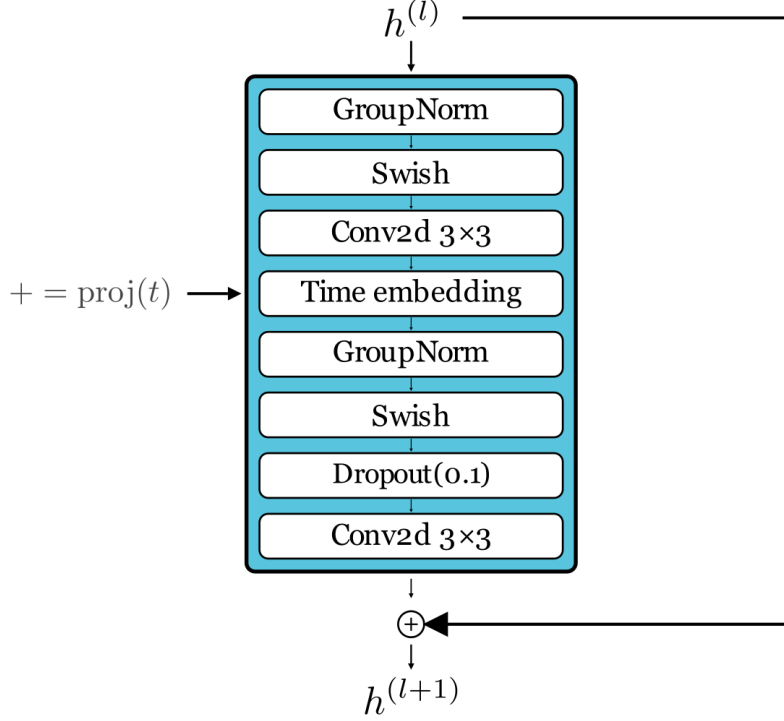 h^{(l)}
GroupNorm
Swish
Conv2d 3×3
+ = proj(t)
Time embedding
GroupNorm
Swish
Dropout(0.1)
Conv2d 3×3
+
h^{(l+1)}